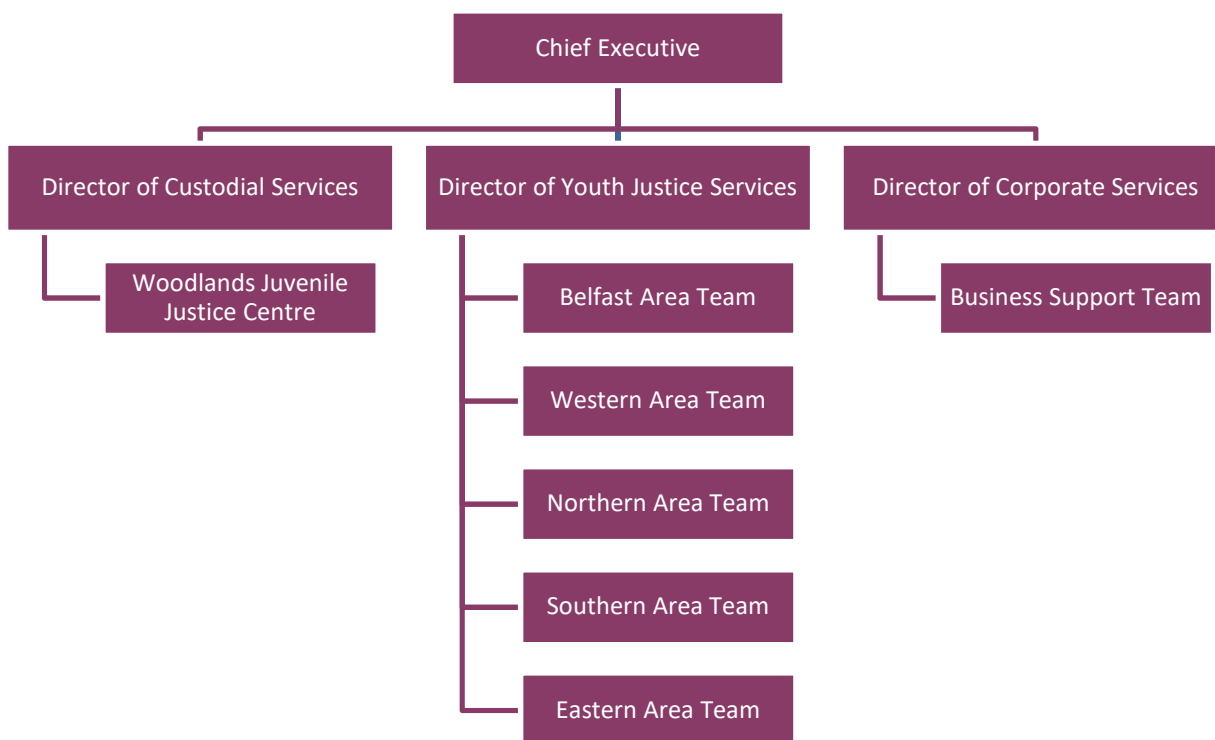 Chief Executive
Director of Custodial Services
Director of Youth Justice Services
Director of Corporate Services
Woodlands Juvenile
Justice Centre
Belfast Area Team
Business Support Team
Western Area Team
Northern Area Team
Southern Area Team
Eastern Area Team